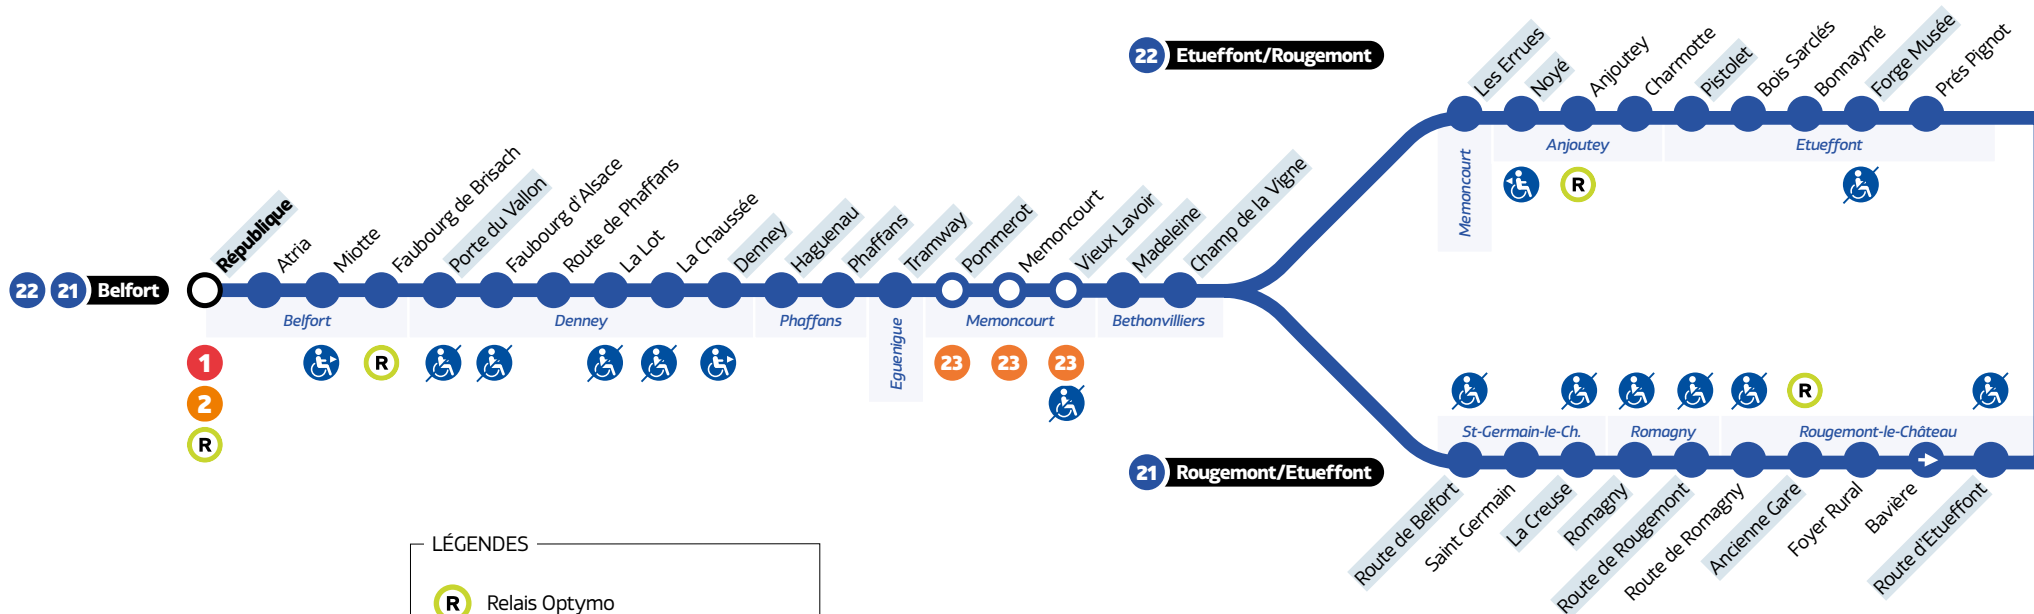 22 Etueffont/Rougemont
Les Errues
Noyé
Anjoutey
Charmotte
Pistolet
Bois Sarclés
Bonnaymé
Forge Musée
Prés Pignot
Memoncourt
Anjoutey
Etueffont
R
22 21 Belfort
République
Atria
Miotte
Faubourg de Brisach
Porte du Vallon
Faubourg d'Alsace
Route de Phaffans
La Lot
La Chaussée
Denney
Haguenau
Phaffans
Tramway
Pommerot
Memoncourt
Vieux Lavoir
Madeleine
Champ de la Vigne
Belfort
Denney
Phaffans
Eguenigue
Memoncourt
Bethonvilliers
1
2
R
R
23
23
23
R
St-Germain-le-Ch.
Romagny
Rougemont-le-Château
21 Rougemont/Etueffont
Route de Belfort
Saint Germain
La Creuse
Romagny
Route de Rougemont
Route de Romagny
Ancienne Gare
Foyer Rural
Bavière
Route d'Etueffont
LÉGENDES
R Relais Optymo